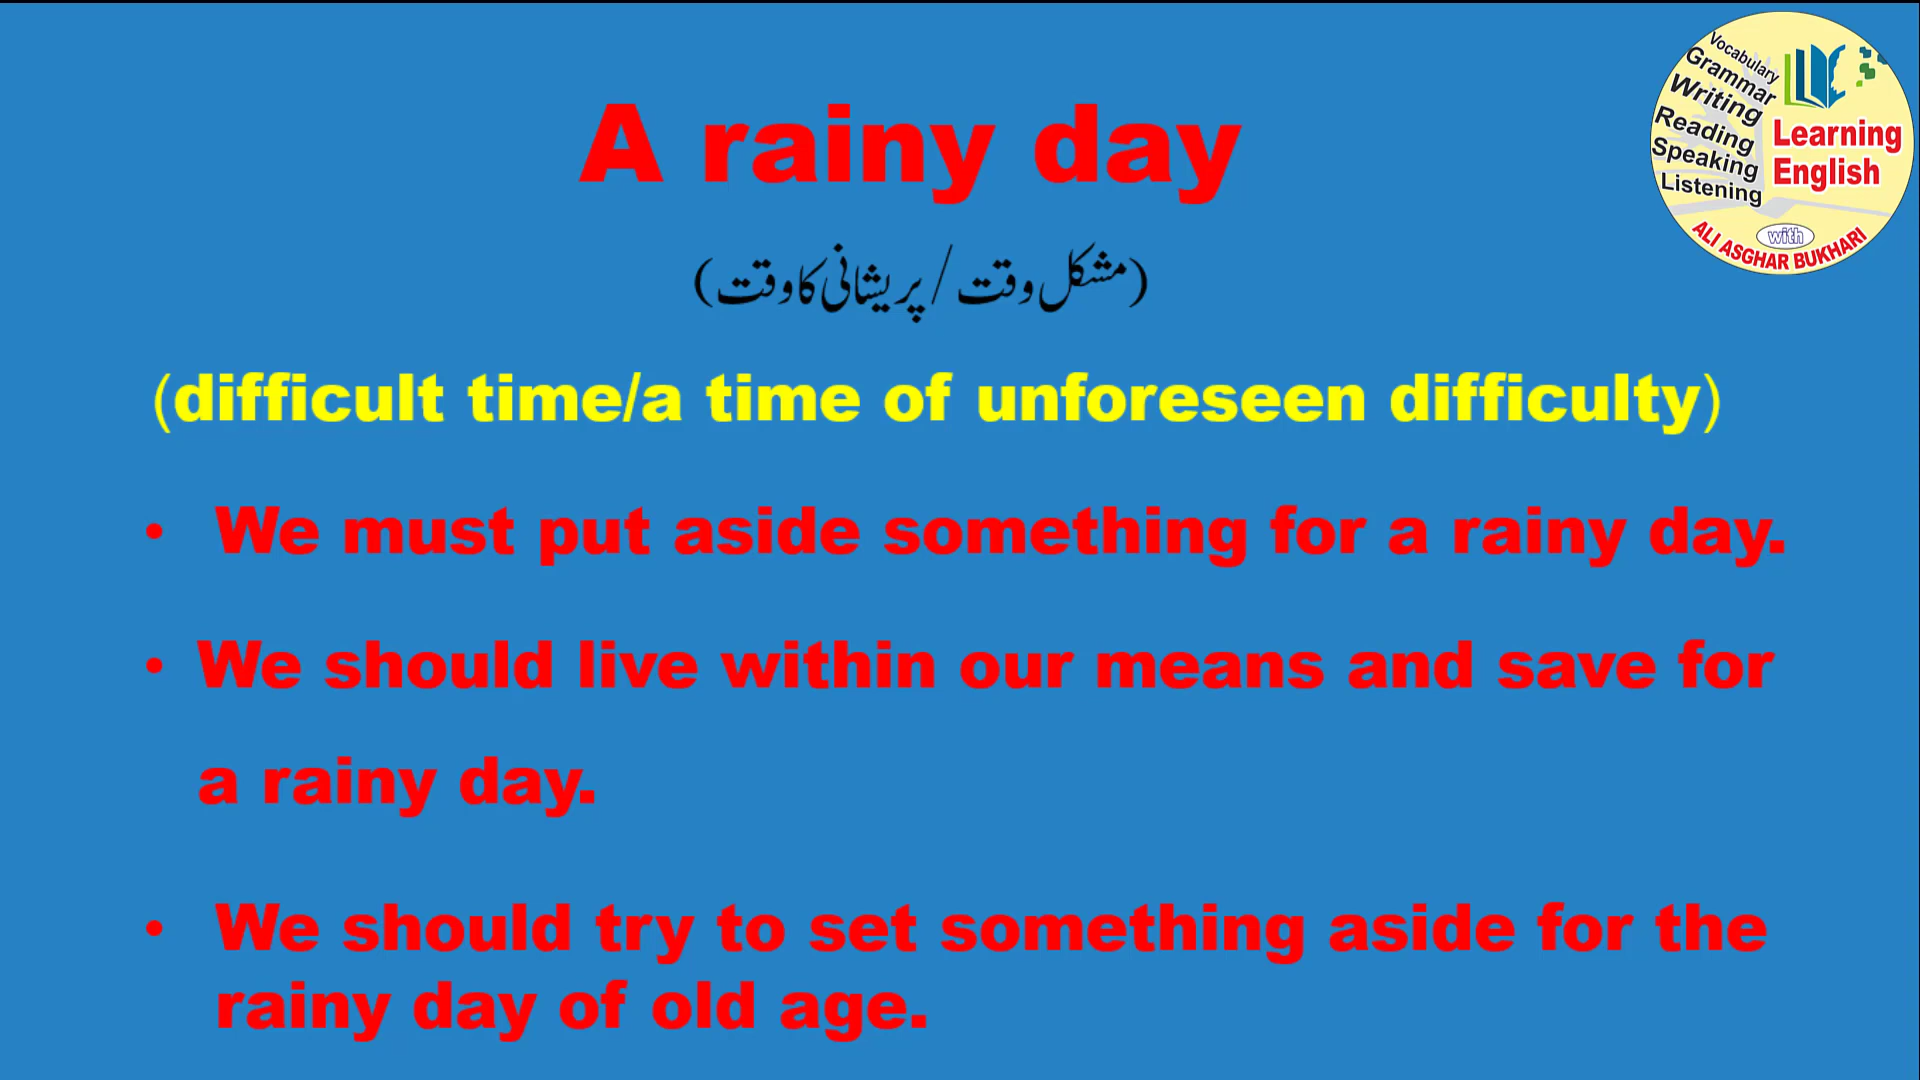 A rainy day
(مشکل وقت / پریشانی کا وقت)
(difficult time/a time of unforeseen difficulty)
• We must put aside something for a rainy day.
• We should live within our means and save for
a rainy day.
• We should try to set something aside for the
rainy day of old age.
Vocabulary
Grammar
Writing
Reading
Speaking
Listening
Learning
English
with
ALI ASGHAR BUKHARI